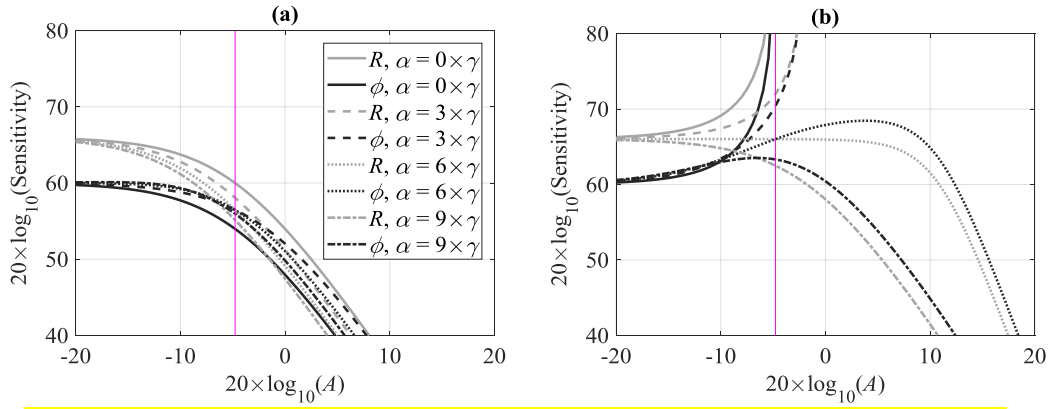 (a)
80
70
60
50
40
20×log10(Sensitivity)
-20 -10 0 10 20
20×log10(A)
R, α = 0×γ
ϕ, α = 0×γ
R, α = 3×γ
ϕ, α = 3×γ
R, α = 6×γ
ϕ, α = 6×γ
R, α = 9×γ
ϕ, α = 9×γ
(b)
80
70
60
50
40
20×log10(Sensitivity)
-20 -10 0 10 20
20×log10(A)